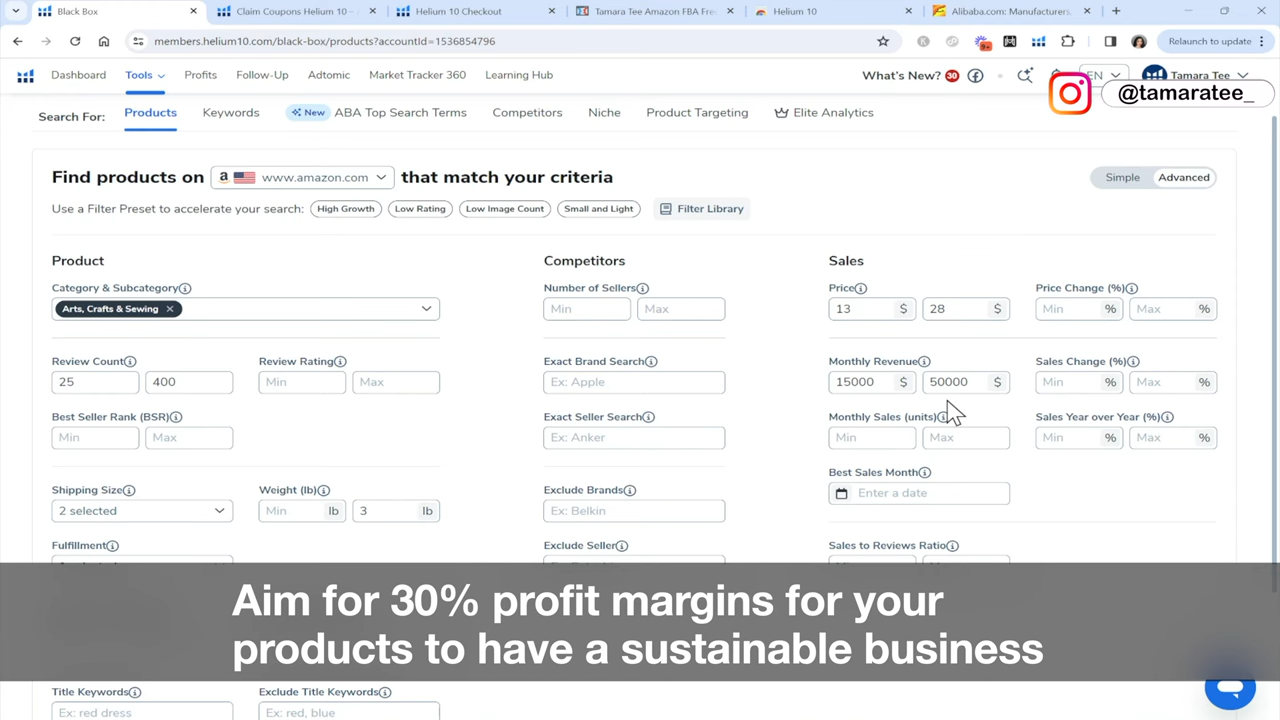 Black Box
Claim Coupons Helium 10 –
Helium 10 Checkout
Tamara Tee Amazon FBA Fre
Helium 10
Alibaba.com: Manufacturers
members.helium10.com/black-box/products?accountId=1536854796
9+
Relaunch to update
Dashboard
Tools
Profits
Follow-Up
Adtomic
Market Tracker 360
Learning Hub
What's New? 30
EN
Tamara Tee
@tamaratee_
Search For:
Products
Keywords
New ABA Top Search Terms
Competitors
Niche
Product Targeting
Elite Analytics
Find products on a www.amazon.com that match your criteria
Simple Advanced
Use a Filter Preset to accelerate your search: High Growth Low Rating Low Image Count Small and Light Filter Library
Product
Competitors
Sales
Category & Subcategory
Number of Sellers
Price
Price Change (%)
Arts, Crafts & Sewing
Min Max
13 $ 28 $
Min % Max %
Review Count
Review Rating
Exact Brand Search
Monthly Revenue
Sales Change (%)
25 400
Min Max
Ex: Apple
15000 $ 50000 $
Min % Max %
Best Seller Rank (BSR)
Exact Seller Search
Monthly Sales (units)
Sales Year over Year (%)
Min Max
Ex: Anker
Min Max
Min % Max %
Best Sales Month
Enter a date
Shipping Size
Weight (lb)
Exclude Brands
2 selected
Min lb 3 lb
Ex: Belkin
Fulfillment
Exclude Seller
Sales to Reviews Ratio
Aim for 30% profit margins for your
products to have a sustainable business
Title Keywords
Exclude Title Keywords
Ex: red dress
Ex: red, blue